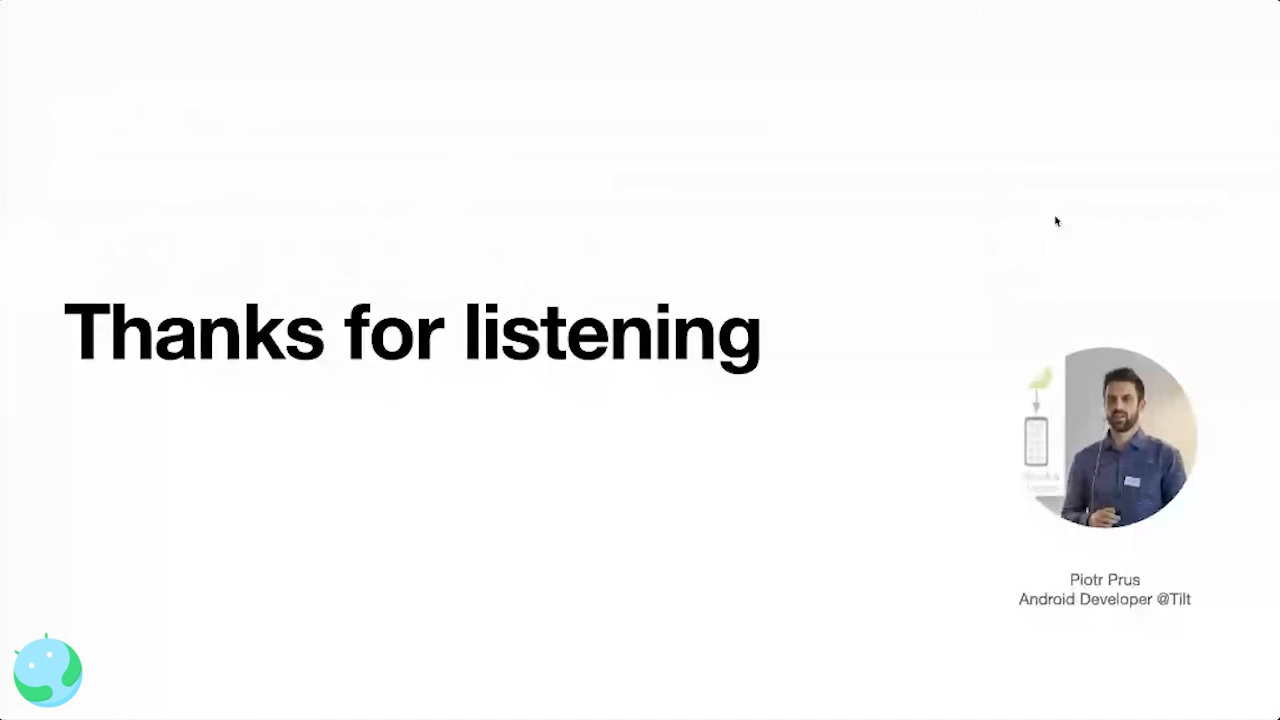 Thanks for listening
Piotr Prus
Android Developer @Tilt